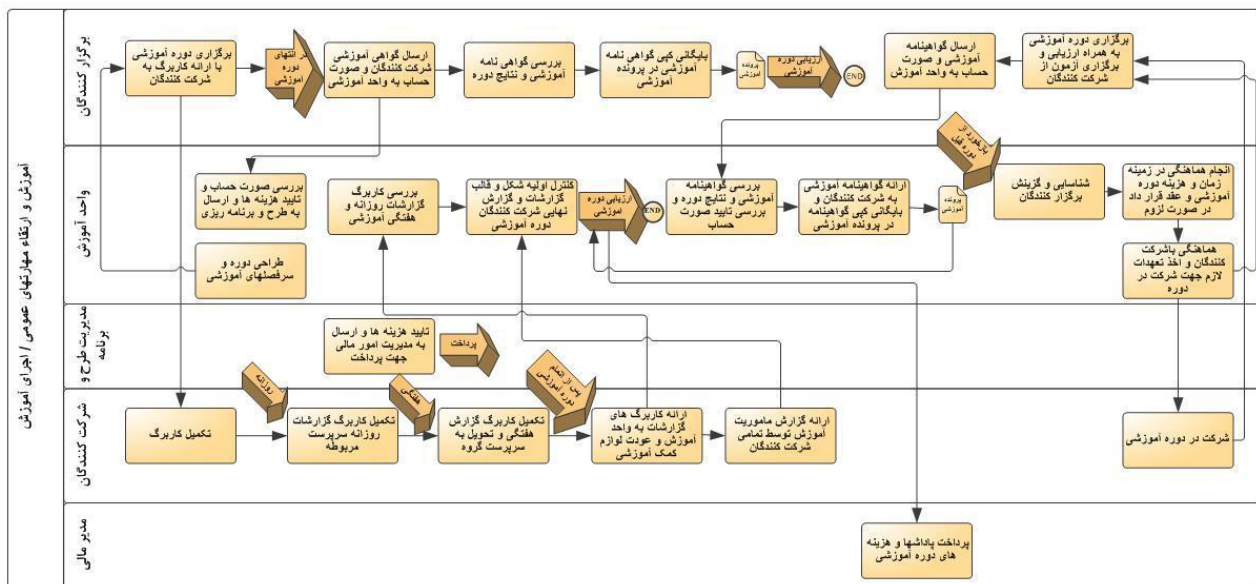 آموزش و ارتقاء مهارتهای عمومی / اجرای آموزش
برگزار کنندگان
برگزاری دوره آموزشی
با ارائه کاربرگ به
شرکت کنندگان
در انتهای
دوره
آموزشی
ارسال گواهی آموزشی
شرکت کنندگان و صورت
حساب به واحد آموزشی
بررسی گواهی نامه
آموزشی و نتایج دوره
بایگانی کپی گواهی نامه
آموزشی در پرونده
آموزشی
پرونده
آموزشی
ارزیابی دوره
آموزشی
END
ارسال گواهینامه
آموزشی و صورت
حساب به واحد آموزش
برگزاری دوره آموزشی
به همراه ارزیابی و
برگزاری آزمون از
شرکت کنندگان
واحد آموزش
بررسی صورت حساب و
تایید هزینه ها و ارسال
به طرح و برنامه ریزی
طراحی دوره و
سرفصلهای آموزشی
بررسی کاربرگ
گزارشات روزانه و
هفتگی آموزشی
کنترل اولیه شکل و قالب
گزارشات و گزارش
نهایی شرکت کنندگان
دوره آموزشی
ارزیابی دوره
آموزشی
END
بررسی گواهینامه
آموزشی و نتایج دوره و
بررسی تایید صورت
حساب
ارائه گواهینامه آموزشی
به شرکت کنندگان و
بایگانی کپی گواهینامه
در پرونده آموزشی
پرونده
آموزشی
بازخورد از
دوره قبل
شناسایی و گزینش
برگزار کنندگان
انجام هماهنگی در زمینه
زمان و هزینه دوره
آموزشی و عقد قرار داد
در صورت لزوم
هماهنگی باشرکت
کنندگان و اخذ تعهدات
لازم جهت شرکت در
دوره
مدیریت طرح و
برنامه
تایید هزینه ها و ارسال
به مدیریت امور مالی
جهت پرداخت
پرداخت
شرکت کنندگان
تکمیل کاربرگ
روزانه
تکمیل کاربرگ گزارشات
روزانه سرپرست
مربوطه
هفتگی
تکمیل کاربرگ گزارش
هفتگی و تحویل به
سرپرست گروه
پس از اتمام
دوره آموزشی
ارائه کاربرگ های
گزارشات به واحد
آموزش و عودت لوازم
کمک آموزشی
ارائه گزارش ماموریت
آموزش توسط تمامی
شرکت کنندگان
شرکت در دوره آموزشی
مدیر مالی
پرداخت پاداشها و هزینه
های دوره آموزشی